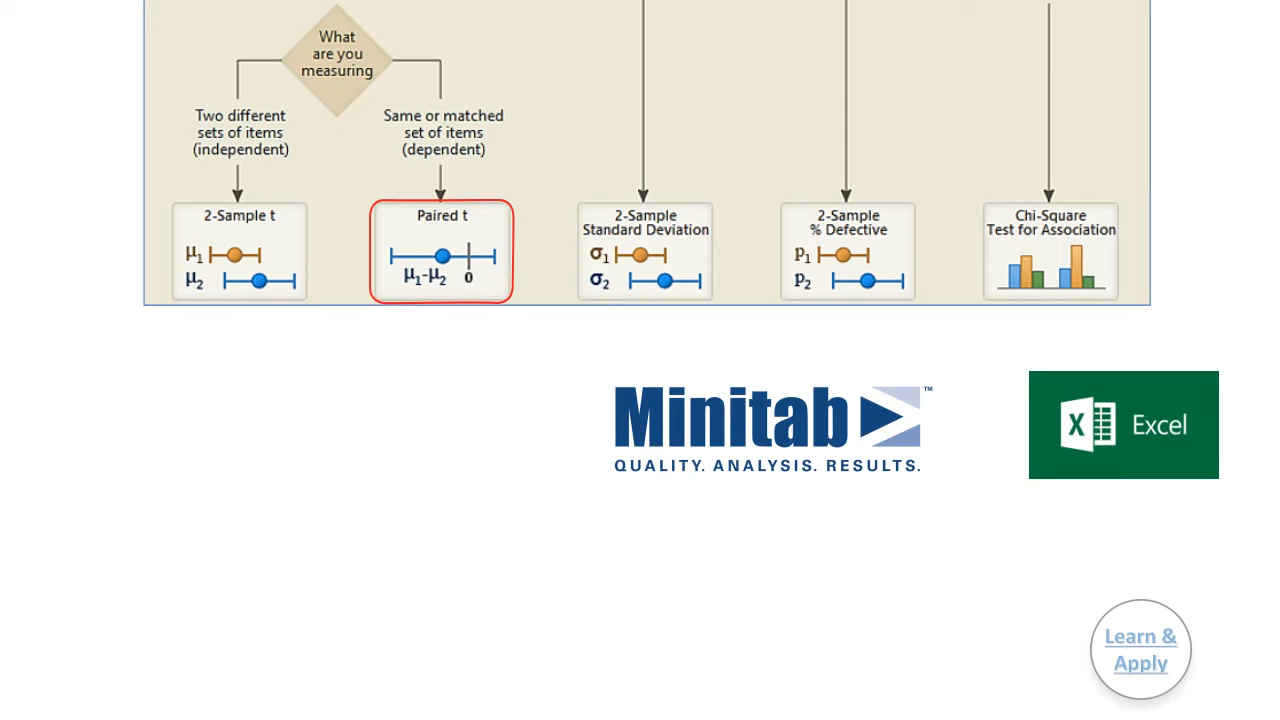 What
are you
measuring
Two different
sets of items
(independent)
Same or matched
set of items
(dependent)
2-Sample t
μ1
μ2
Paired t
μ1-μ2 0
2-Sample
Standard Deviation
σ1
σ2
2-Sample
% Defective
p1
p2
Chi-Square
Test for Association
Minitab ™
QUALITY. ANALYSIS. RESULTS.
X Excel
Learn &
Apply